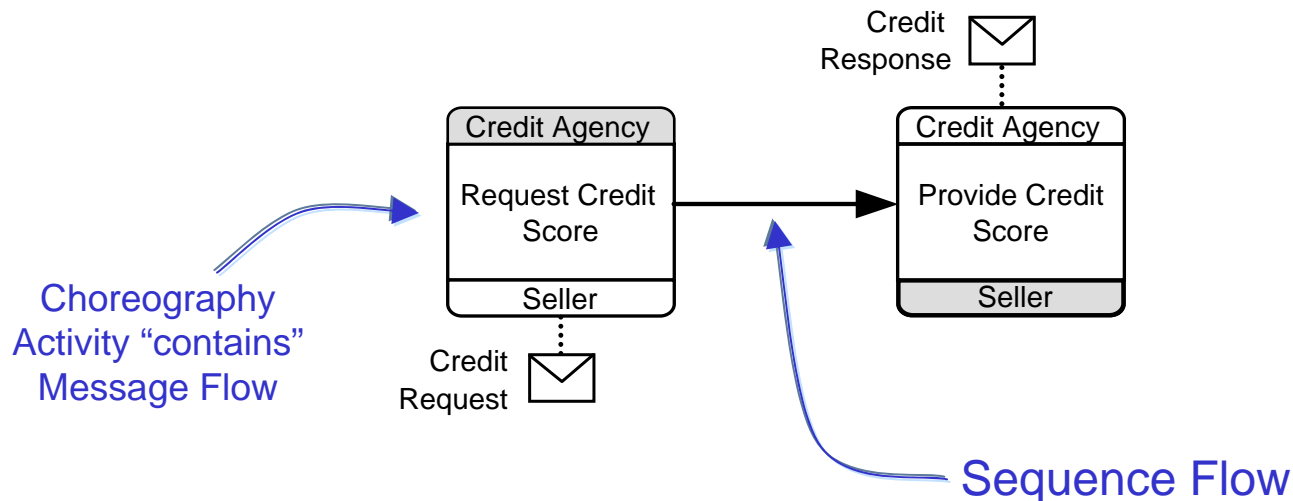 Credit
Response
Credit Agency
Request Credit
Score
Seller
Credit
Request
Credit Agency
Provide Credit
Score
Seller
Choreography
Activity “contains”
Message Flow
Sequence Flow